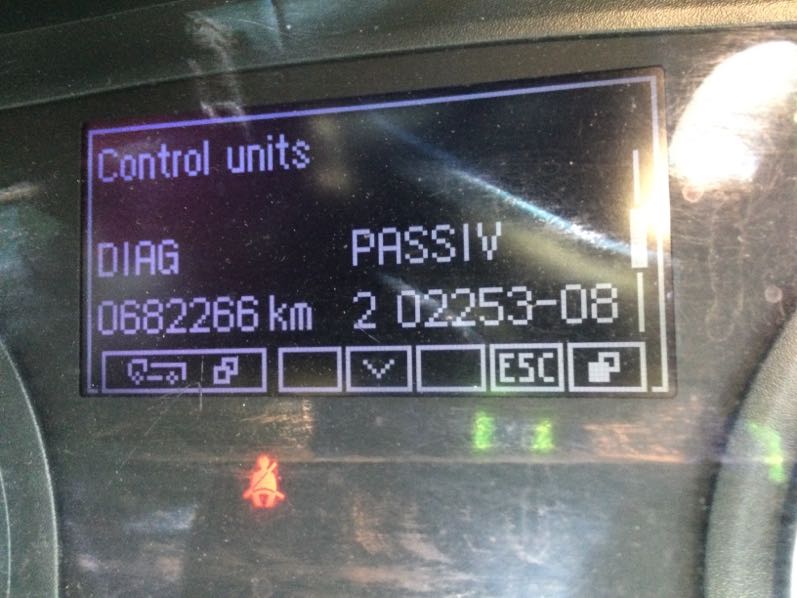 Control units
DIAG PASSIV
0682266 km 2 02253-08
ESC